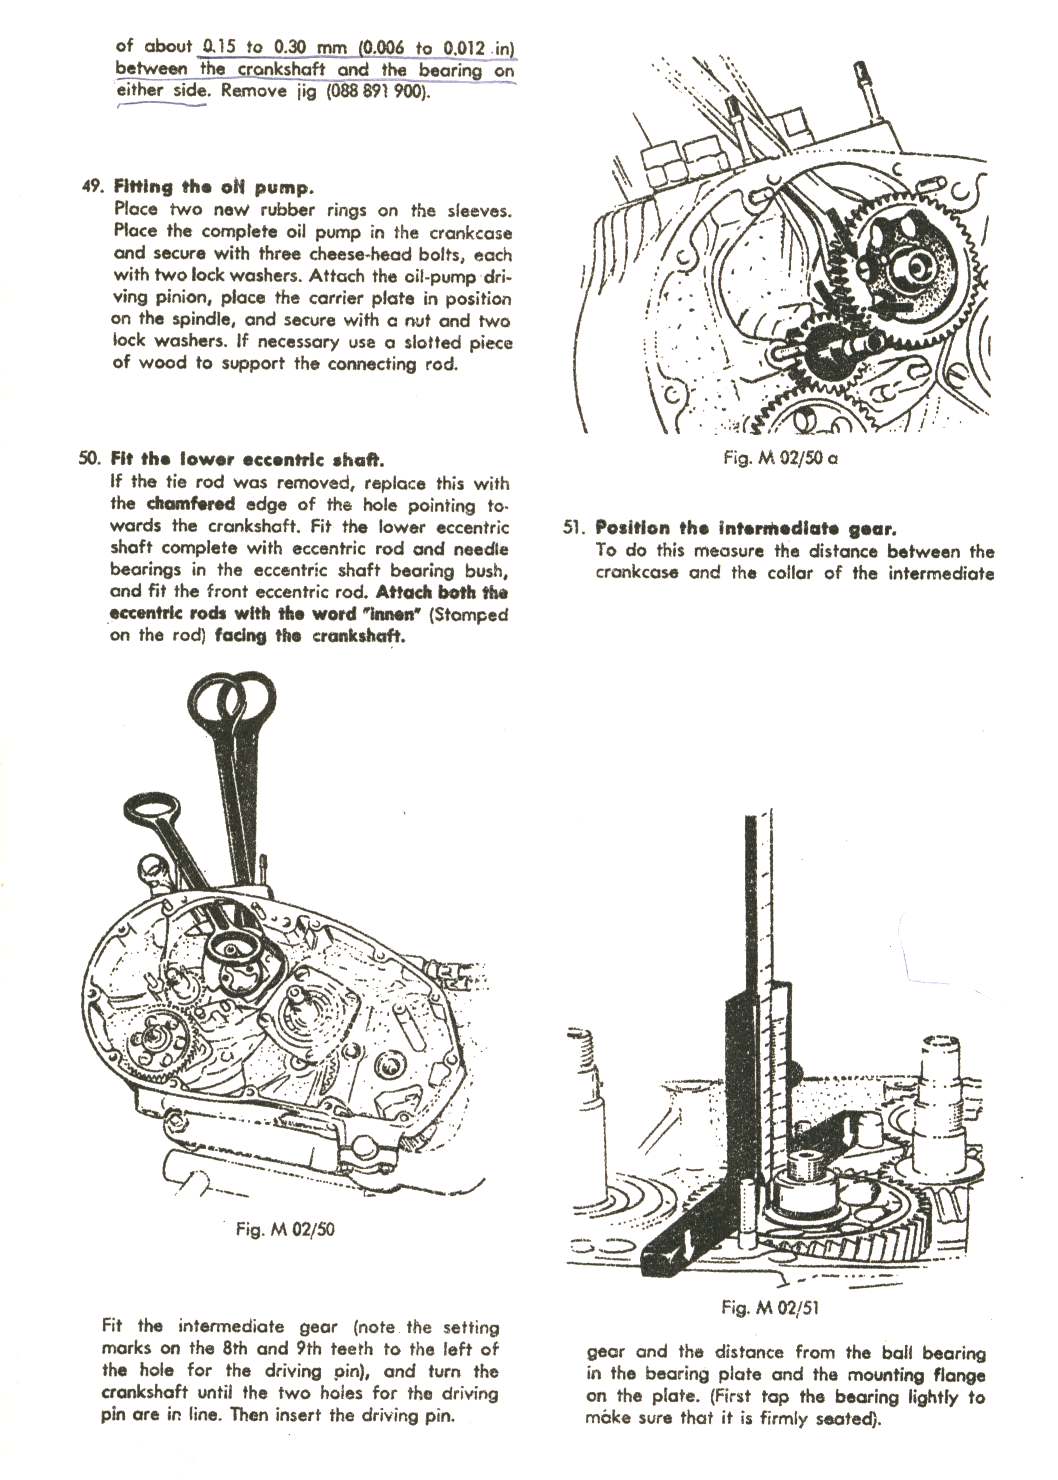 of about 0.15 to 0.30 mm (0.006 to 0.012 in)
between the crankshaft and the bearing on
either side. Remove jig (088 891 900).
49. Fitting the oil pump.
Place two new rubber rings on the sleeves.
Place the complete oil pump in the crankcase
and secure with three cheese-head bolts, each
with two lock washers. Attach the oil-pump dri-
ving pinion, place the carrier plate in position
on the spindle, and secure with a nut and two
lock washers. If necessary use a slotted piece
of wood to support the connecting rod.
50. Fit the lower eccentric shaft.
If the tie rod was removed, replace this with
the chamfered edge of the hole pointing to-
wards the crankshaft. Fit the lower eccentric
shaft complete with eccentric rod and needle
bearings in the eccentric shaft bearing bush,
and fit the front eccentric rod. Attach both the
eccentric rods with the word "innen" (Stamped
on the rod) facing the crankshaft.
Fig. M 02/50
Fit the intermediate gear (note the setting
marks on the 8th and 9th teeth to the left of
the hole for the driving pin), and turn the
crankshaft until the two holes for the driving
pin are in line. Then insert the driving pin.
Fig. M 02/50 a
51. Position the intermediate gear.
To do this measure the distance between the
crankcase and the collar of the intermediate
Fig. M 02/51
gear and the distance from the ball bearing
in the bearing plate and the mounting flange
on the plate. (First tap the bearing lightly to
make sure that it is firmly seated).